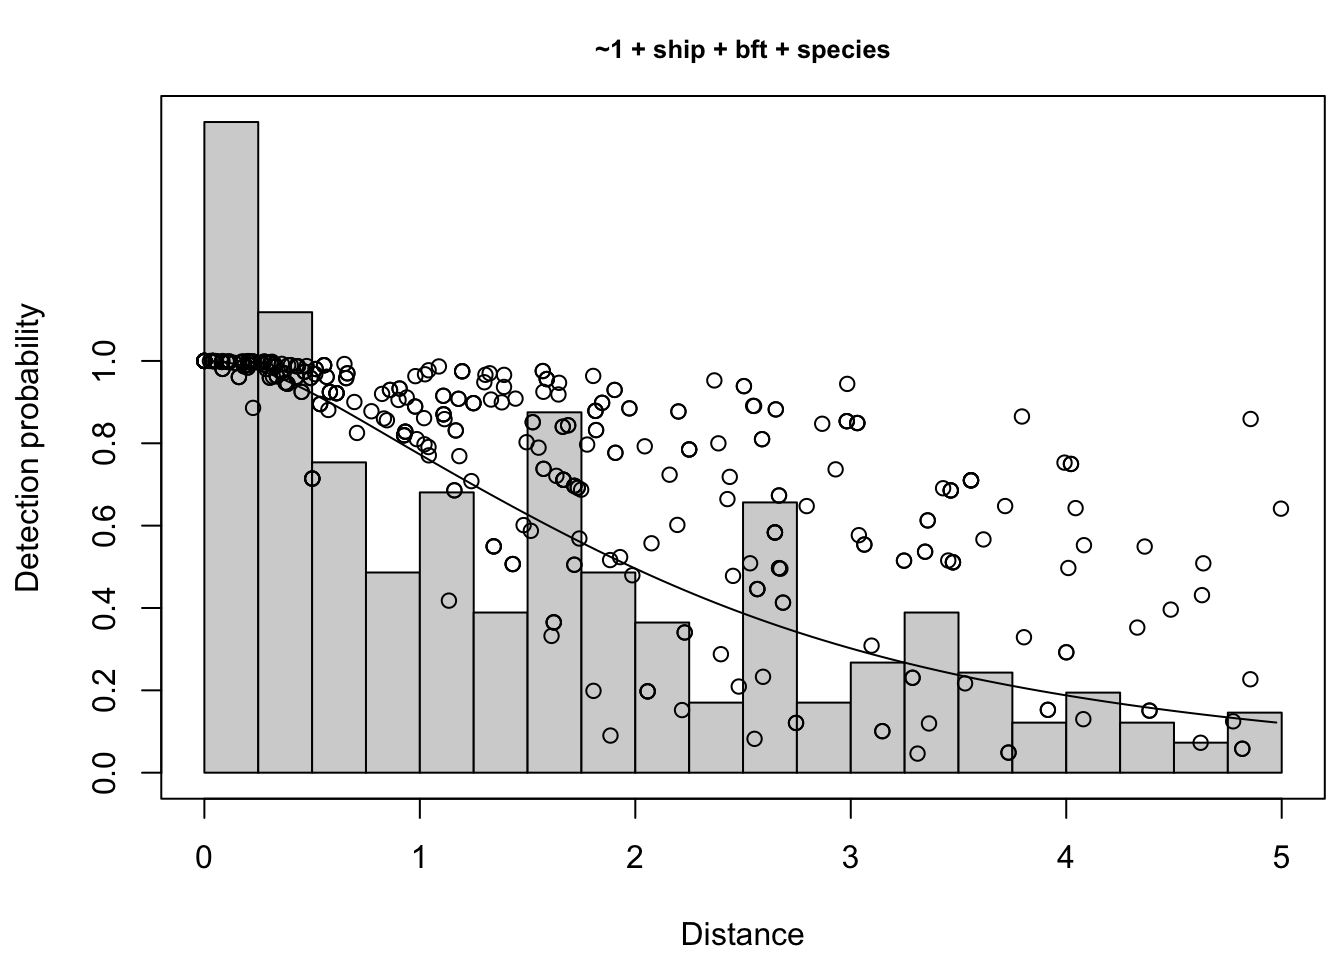 ~1 + ship + bft + species
Detection probability
1.0
0.8
0.6
0.4
0.2
0.0
0 1 2 3 4 5
Distance